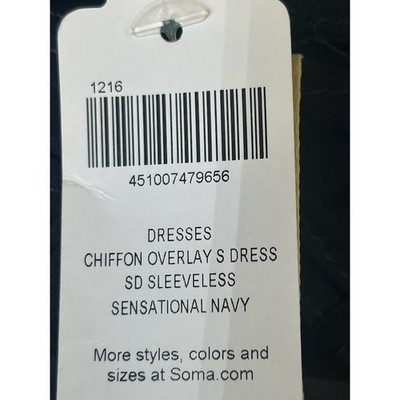 1216
451007479656
DRESSES
CHIFFON OVERLAY S DRESS
SD SLEEVELESS
SENSATIONAL NAVY
More styles, colors and
sizes at Soma.com